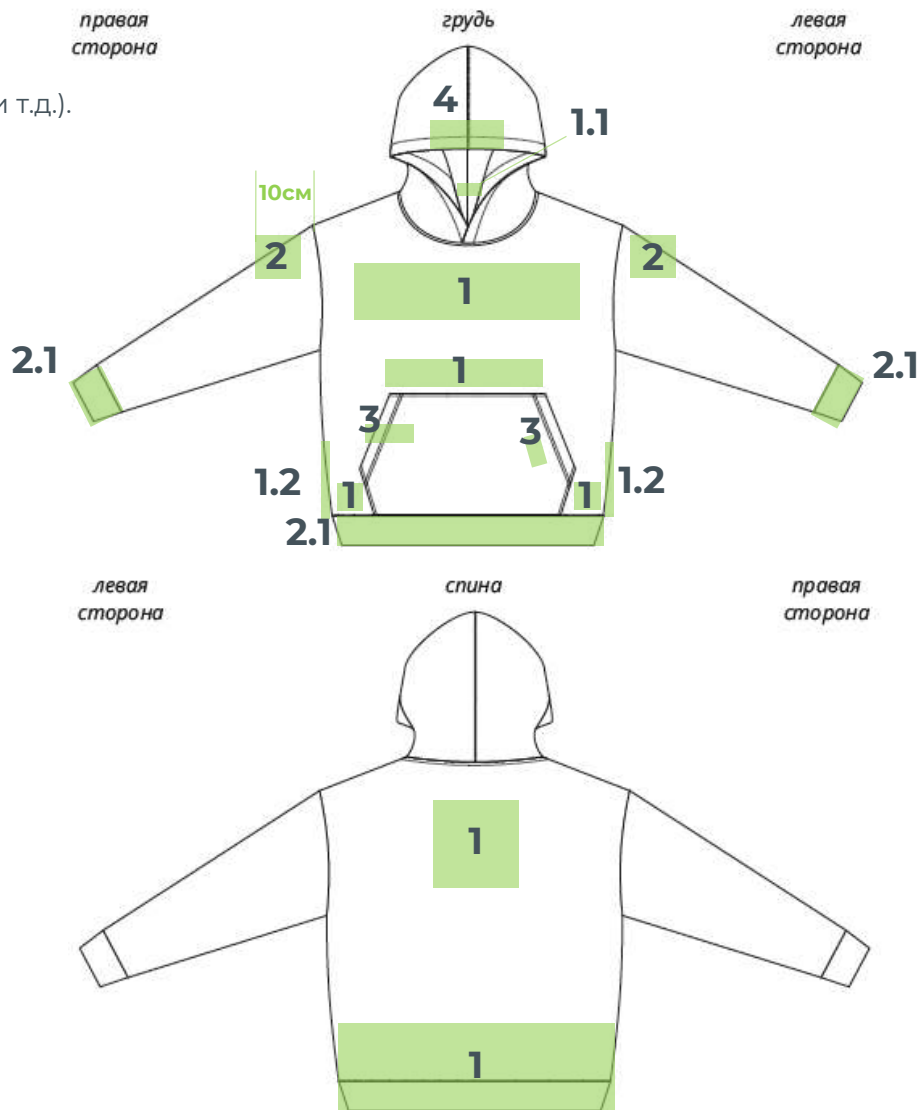 правая
сторона
грудь
левая
сторона
и т.д.).
4
1.1
10см
2
2
1
2.1
2.1
1
3
3
1.2
1.2
1
1
2.1
левая
сторона
спина
правая
сторона
1
1